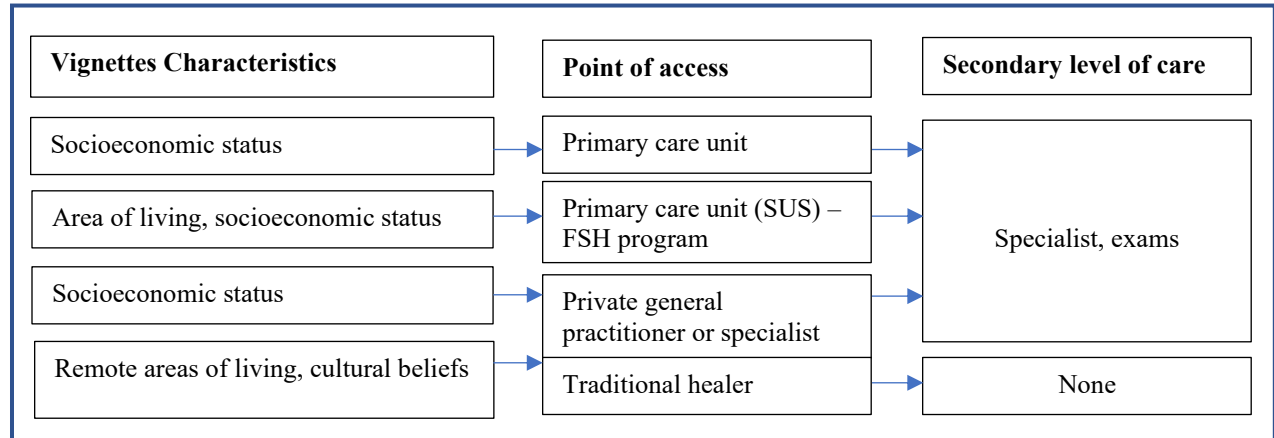 Vignettes Characteristics
Point of access
Secondary level of care
Socioeconomic status
Primary care unit
Area of living, socioeconomic status
Primary care unit (SUS) –
FSH program
Specialist, exams
Socioeconomic status
Private general
practitioner or specialist
Remote areas of living, cultural beliefs
Traditional healer
None